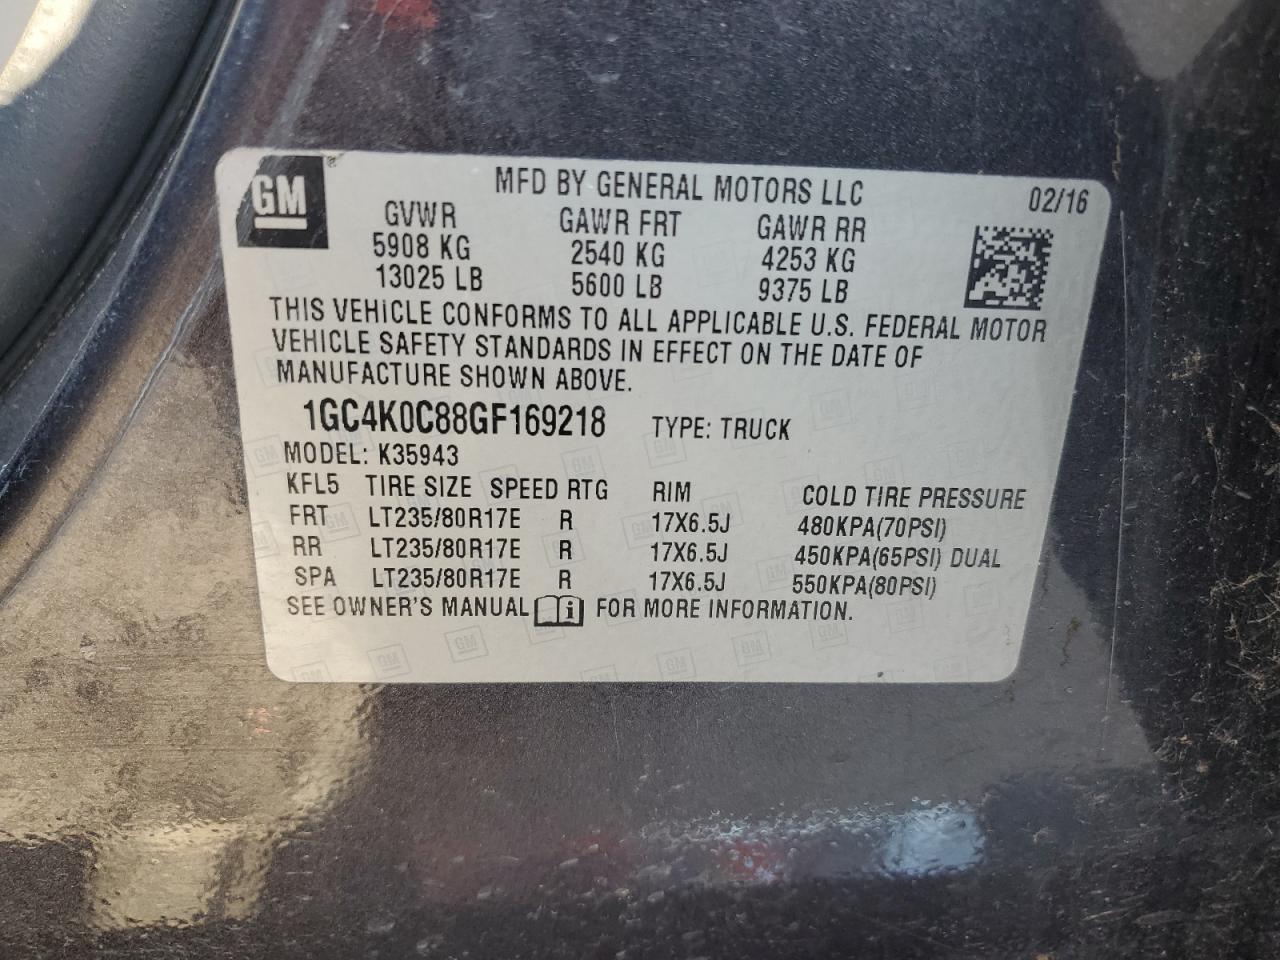 GM
MFD BY GENERAL MOTORS LLC 02/16
GVWR GAWR FRT GAWR RR
5908 KG 2540 KG 4253 KG
13025 LB 5600 LB 9375 LB
THIS VEHICLE CONFORMS TO ALL APPLICABLE U.S. FEDERAL MOTOR
VEHICLE SAFETY STANDARDS IN EFFECT ON THE DATE OF
MANUFACTURE SHOWN ABOVE.
1GC4K0C88GF169218 TYPE: TRUCK
MODEL: K35943
KFL5 TIRE SIZE SPEED RTG RIM COLD TIRE PRESSURE
FRT LT235/80R17E R 17X6.5J 480KPA(70PSI)
RR LT235/80R17E R 17X6.5J 450KPA(65PSI) DUAL
SPA LT235/80R17E R 17X6.5J 550KPA(80PSI)
SEE OWNER'S MANUAL FOR MORE INFORMATION.